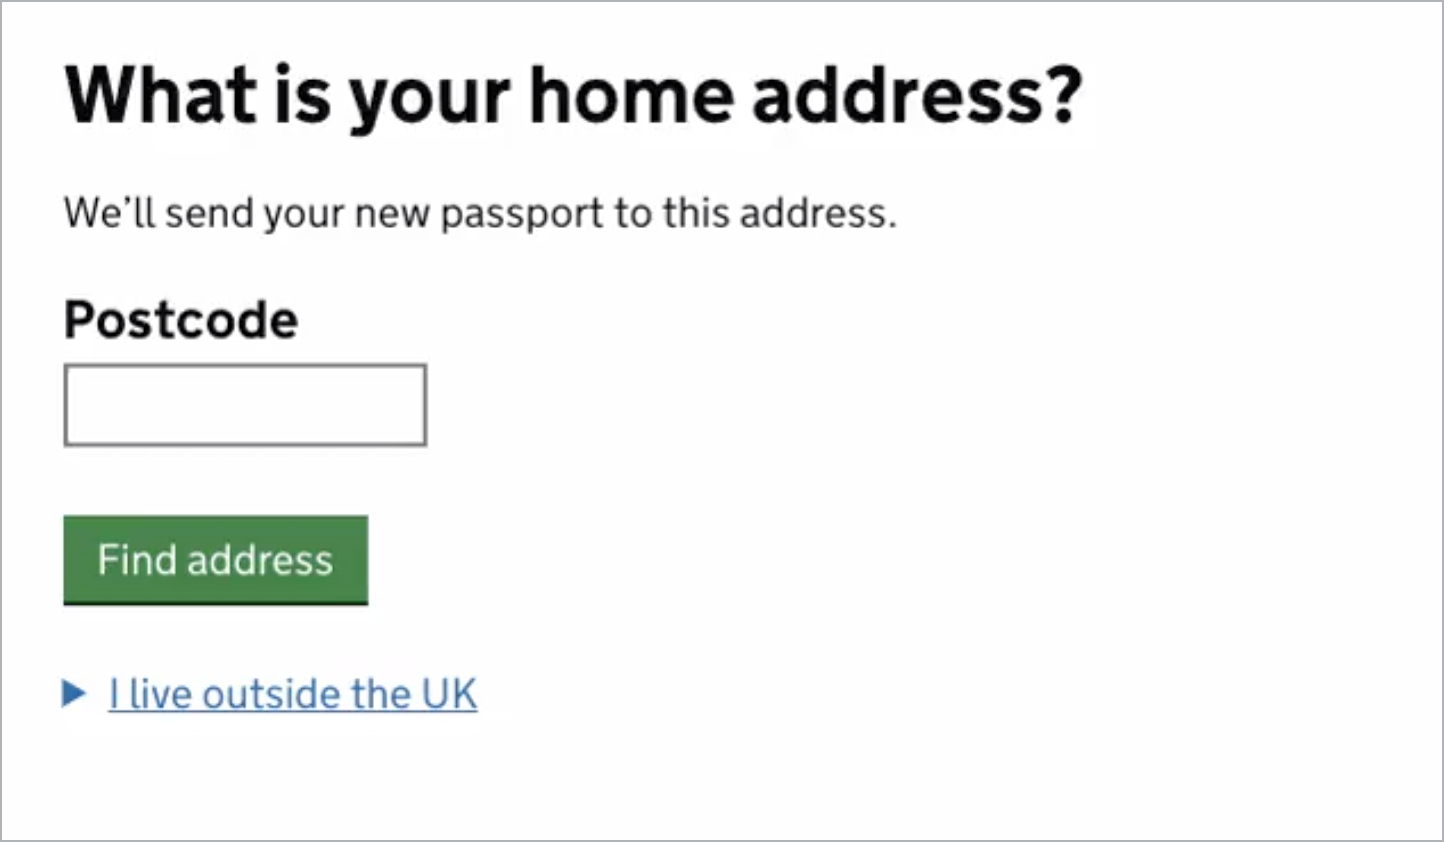 What is your home address?
We’ll send your new passport to this address.
Postcode
Find address
I live outside the UK